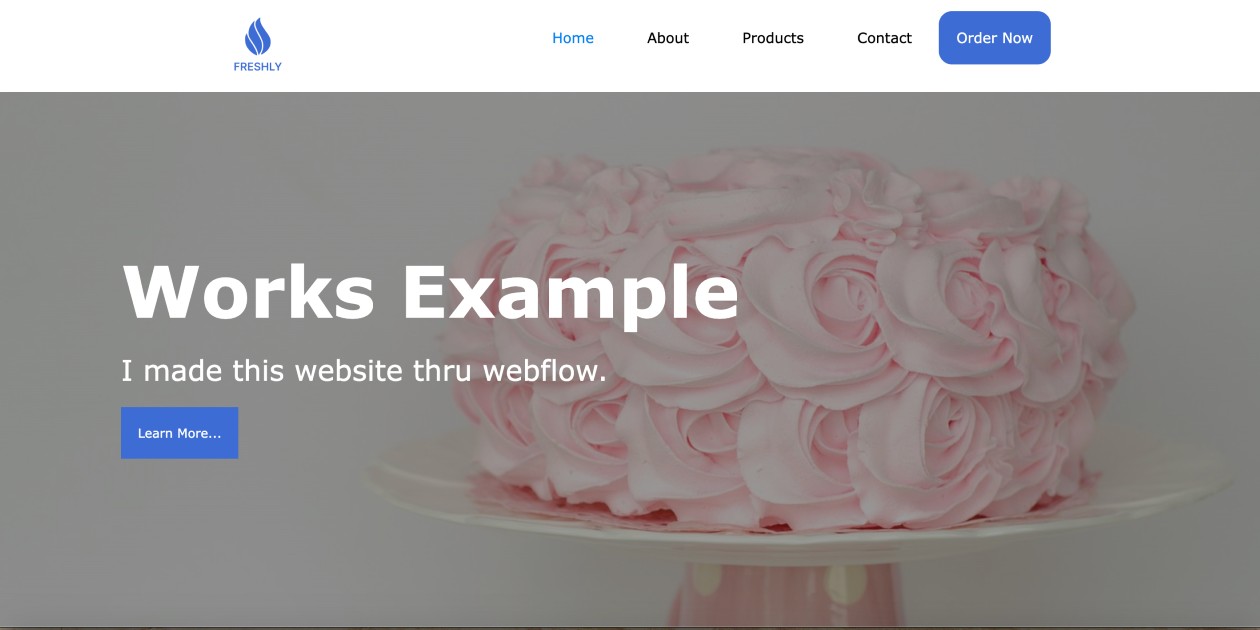 FRESHLY
Home About Products Contact Order Now
Works Example
I made this website thru webflow.
Learn More...